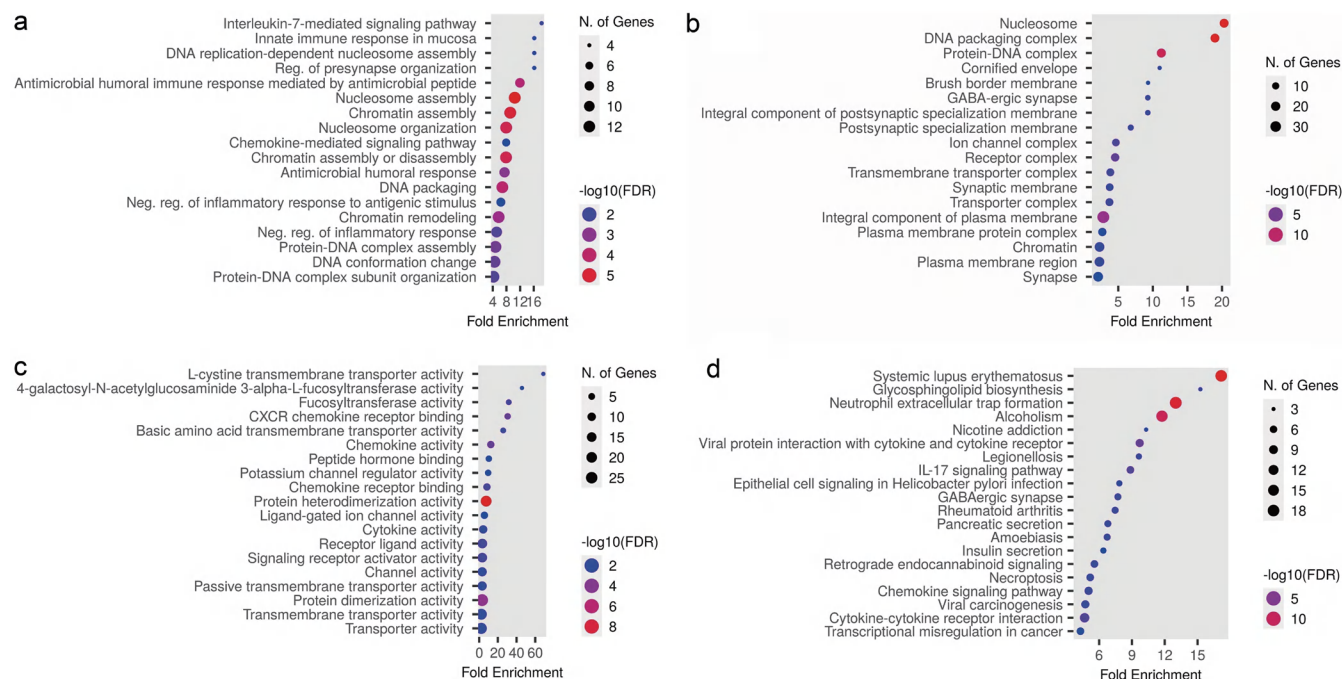 a
Interleukin-7-mediated signaling pathway
Innate immune response in mucosa
DNA replication-dependent nucleosome assembly
Reg. of presynapse organization
Antimicrobial humoral immune response mediated by antimicrobial peptide
Nucleosome assembly
Chromatin assembly
Nucleosome organization
Chemokine-mediated signaling pathway
Chromatin assembly or disassembly
Antimicrobial humoral response
DNA packaging
Neg. reg. of inflammatory response to antigenic stimulus
Chromatin remodeling
Neg. reg. of inflammatory response
Protein-DNA complex assembly
DNA conformation change
Protein-DNA complex subunit organization
4 8 12 16
Fold Enrichment
N. of Genes
4
6
8
10
12
-log10(FDR)
2
3
4
5
b
Nucleosome
DNA packaging complex
Protein-DNA complex
Cornified envelope
Brush border membrane
GABA-ergic synapse
Integral component of postsynaptic specialization membrane
Postsynaptic specialization membrane
Ion channel complex
Receptor complex
Transmembrane transporter complex
Synaptic membrane
Transporter complex
Integral component of plasma membrane
Plasma membrane protein complex
Chromatin
Plasma membrane region
Synapse
5 10 15 20
Fold Enrichment
N. of Genes
10
20
30
-log10(FDR)
5
10
c
L-cystine transmembrane transporter activity
4-galactosyl-N-acetylglucosaminide 3-alpha-L-fucosyltransferase activity
Fucosyltransferase activity
CXCR chemokine receptor binding
Basic amino acid transmembrane transporter activity
Chemokine activity
Peptide hormone binding
Potassium channel regulator activity
Chemokine receptor binding
Protein heterodimerization activity
Ligand-gated ion channel activity
Cytokine activity
Receptor ligand activity
Signaling receptor activator activity
Channel activity
Passive transmembrane transporter activity
Protein dimerization activity
Transmembrane transporter activity
Transporter activity
0 20 40 60
Fold Enrichment
N. of Genes
5
10
15
20
25
-log10(FDR)
2
4
6
8
d
Systemic lupus erythematosus
Glycosphingolipid biosynthesis
Neutrophil extracellular trap formation
Alcoholism
Nicotine addiction
Viral protein interaction with cytokine and cytokine receptor
Legionellosis
IL-17 signaling pathway
Epithelial cell signaling in Helicobacter pylori infection
GABAergic synapse
Rheumatoid arthritis
Pancreatic secretion
Amoebiasis
Insulin secretion
Retrograde endocannabinoid signaling
Necroptosis
Chemokine signaling pathway
Viral carcinogenesis
Cytokine-cytokine receptor interaction
Transcriptional misregulation in cancer
6 9 12 15
Fold Enrichment
N. of Genes
3
6
9
12
15
18
-log10(FDR)
5
10